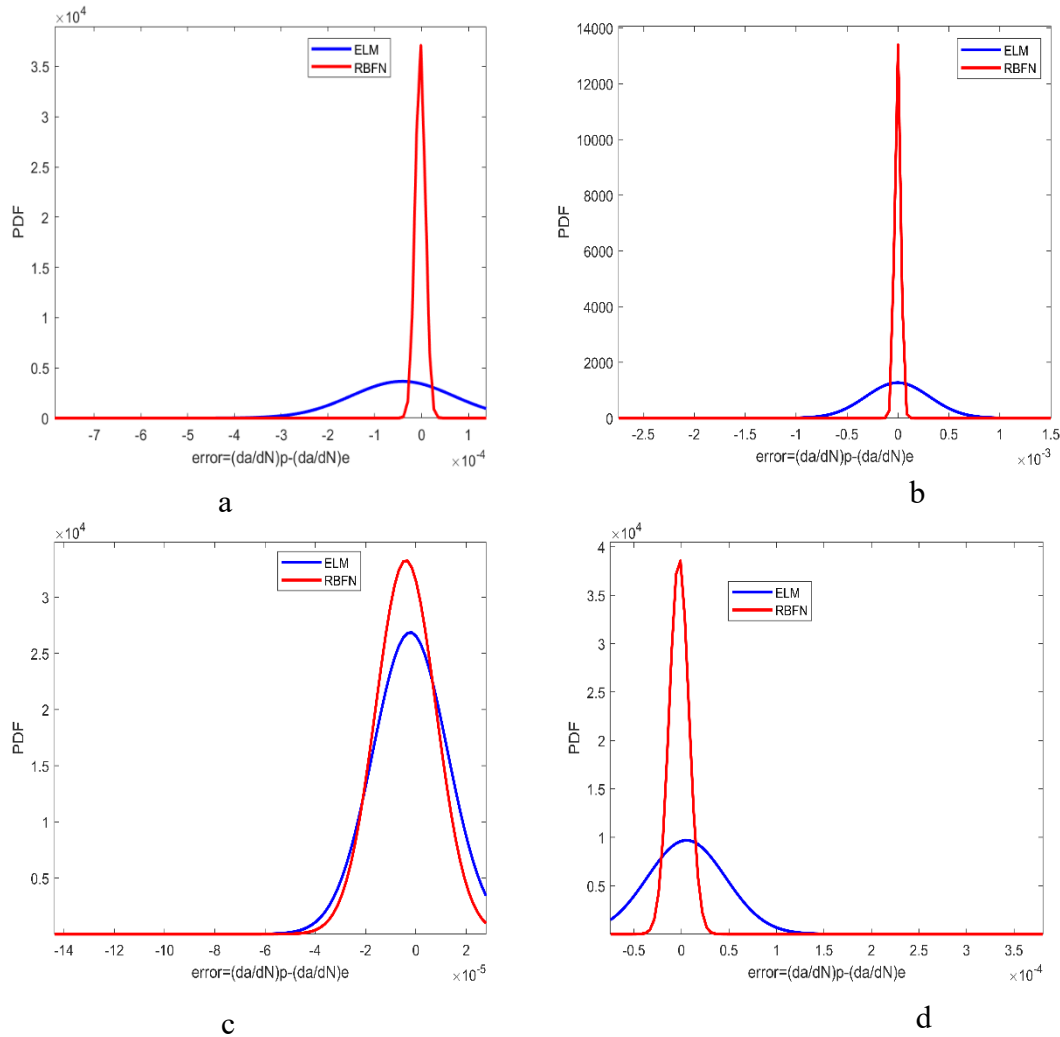 ×10^4
ELM
RBFN
3.5
3
2.5
2
1.5
1
0.5
0
PDF
-7 -6 -5 -4 -3 -2 -1 0 1
×10^-4
error=(da/dN)p-(da/dN)e
a
14000
ELM
RBFN
12000
10000
8000
6000
4000
2000
0
PDF
-2.5 -2 -1.5 -1 -0.5 0 0.5 1 1.5
×10^-3
error=(da/dN)p-(da/dN)e
b
×10^4
ELM
RBFN
3
2.5
2
1.5
1
0.5
PDF
-14 -12 -10 -8 -6 -4 -2 0 2
×10^-5
error=(da/dN)p-(da/dN)e
c
×10^4
4
ELM
RBFN
3.5
3
2.5
2
1.5
1
0.5
PDF
-0.5 0 0.5 1 1.5 2 2.5 3 3.5
×10^-4
error=(da/dN)p-(da/dN)e
d